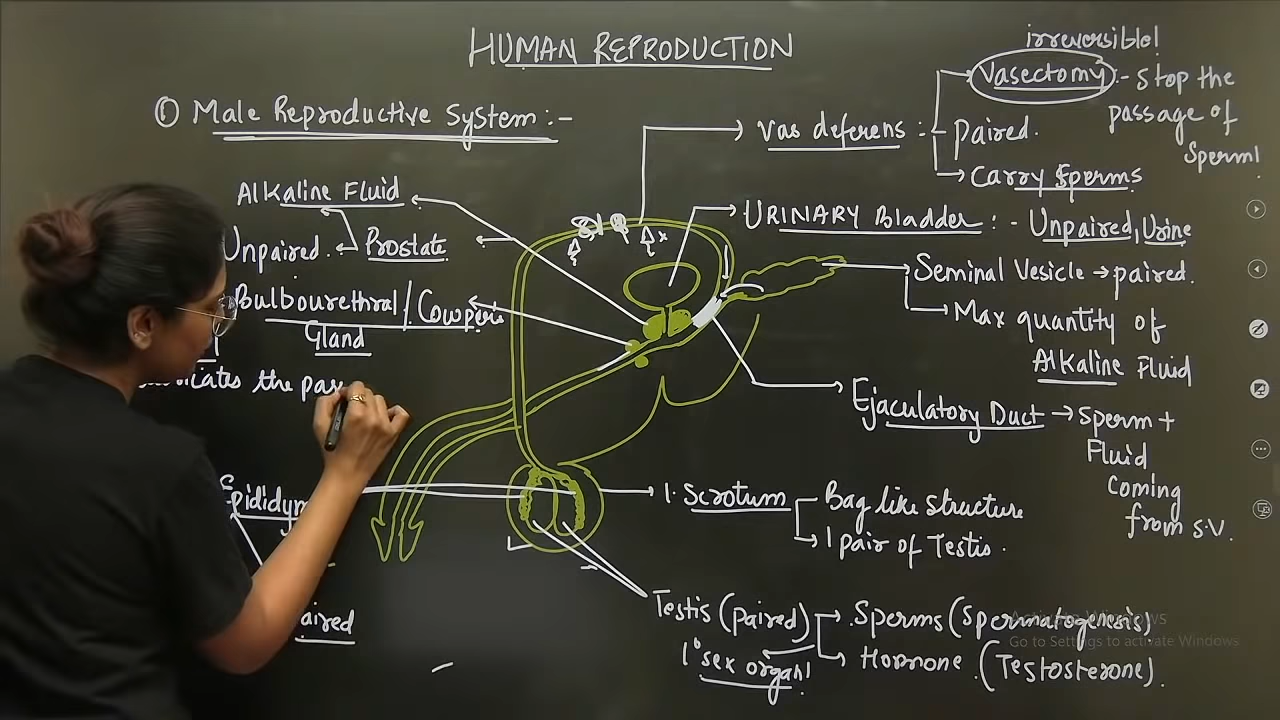 HUMAN REPRODUCTION
① Male Reproductive System :-
irreversible!
Vasectomy :- Stop the
passage of
Sperm!
Vas deferens :- Paired.
Carry Sperms
Alkaline Fluid
Unpaired. Prostate
URINARY Bladder :- Unpaired, Urine
Seminal Vesicle → paired.
Max quantity of
Alkaline Fluid
Bulbourethral / Cowper's
Gland
the pas
Ejaculatory Duct → Sperm +
Fluid
Coming
from S.V.
Epididym
aired
1. Scrotum Bag like structure
1 pair of Testis.
Testis (paired) → Sperms (Spermatogenesis)
1° sex organ! → Hormone (Testosterone).
Activate Windows
Go to Settings to activate Windows